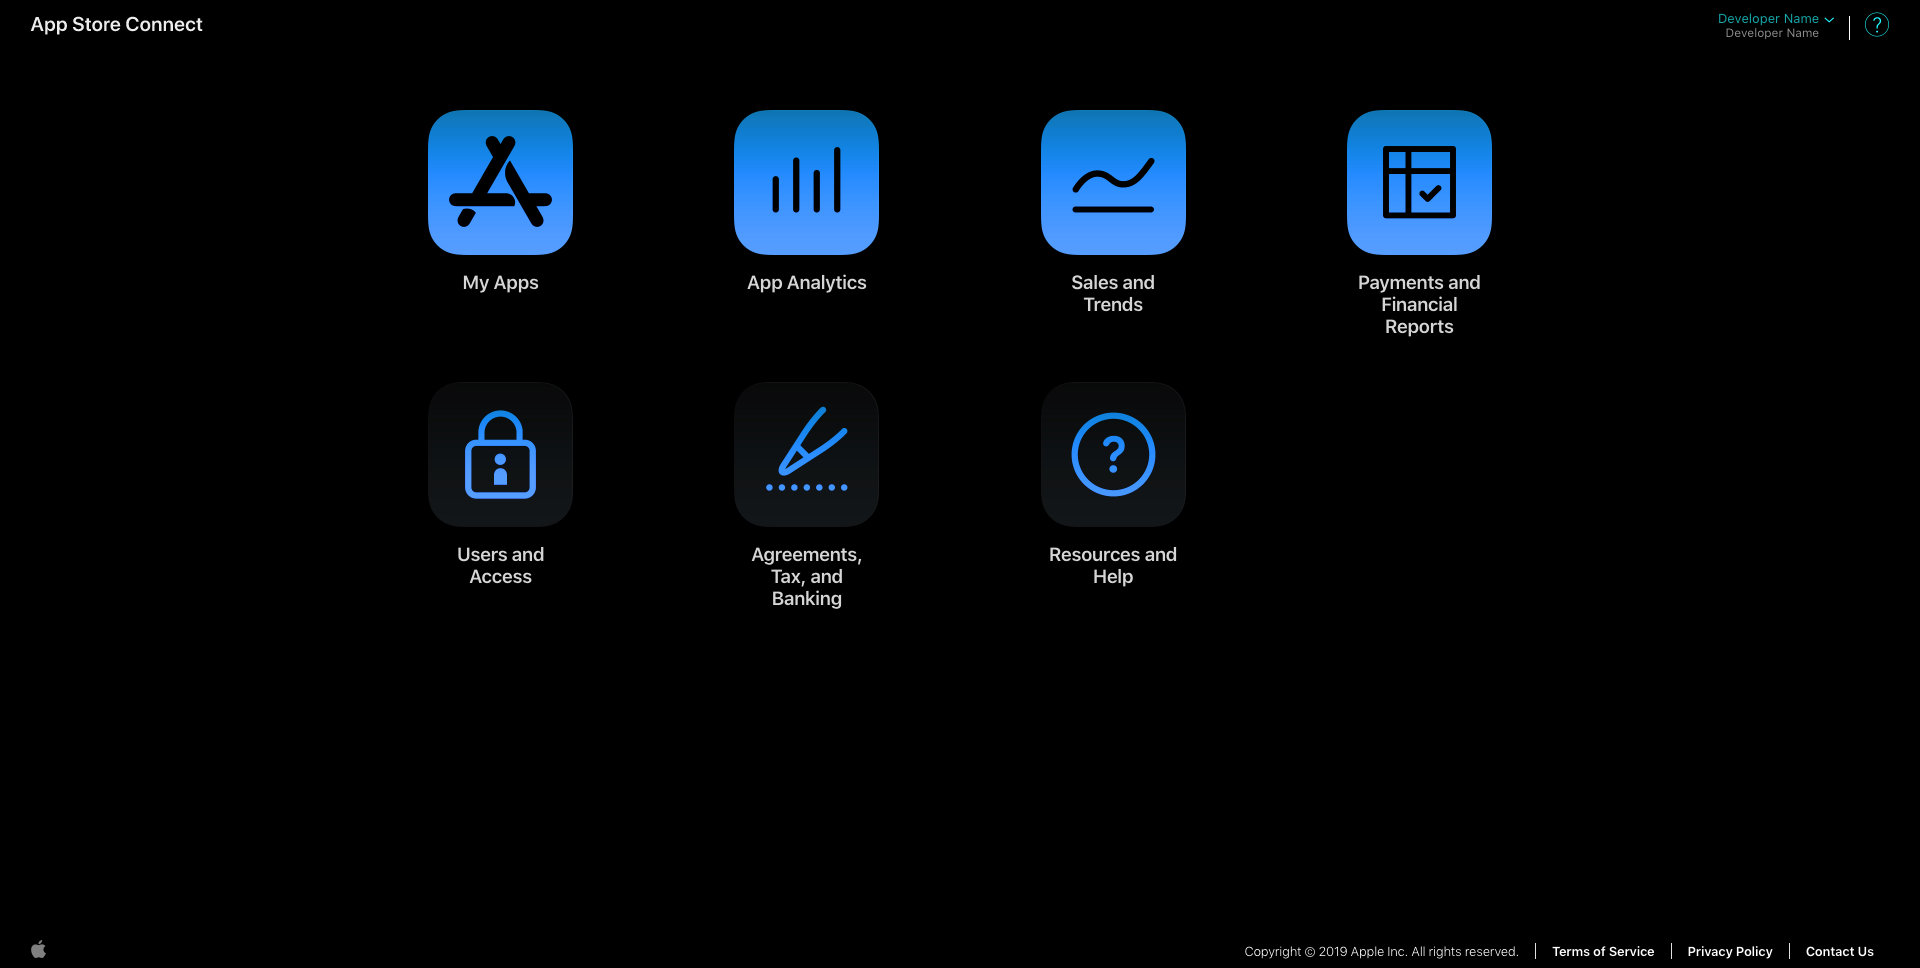 App Store Connect
Developer Name
Developer Name
?
My Apps
App Analytics
Sales and
Trends
Payments and
Financial
Reports
Users and
Access
Agreements,
Tax, and
Banking
?
Resources and
Help
Copyright © 2019 Apple Inc. All rights reserved.
Terms of Service
Privacy Policy
Contact Us